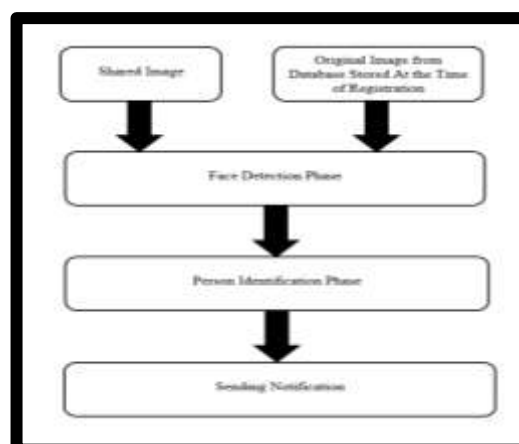 Shared Image
Original Image from
Database Stored At the Time
of Registration
Face Detection Phase
Person Identification Phase
Sending Notification